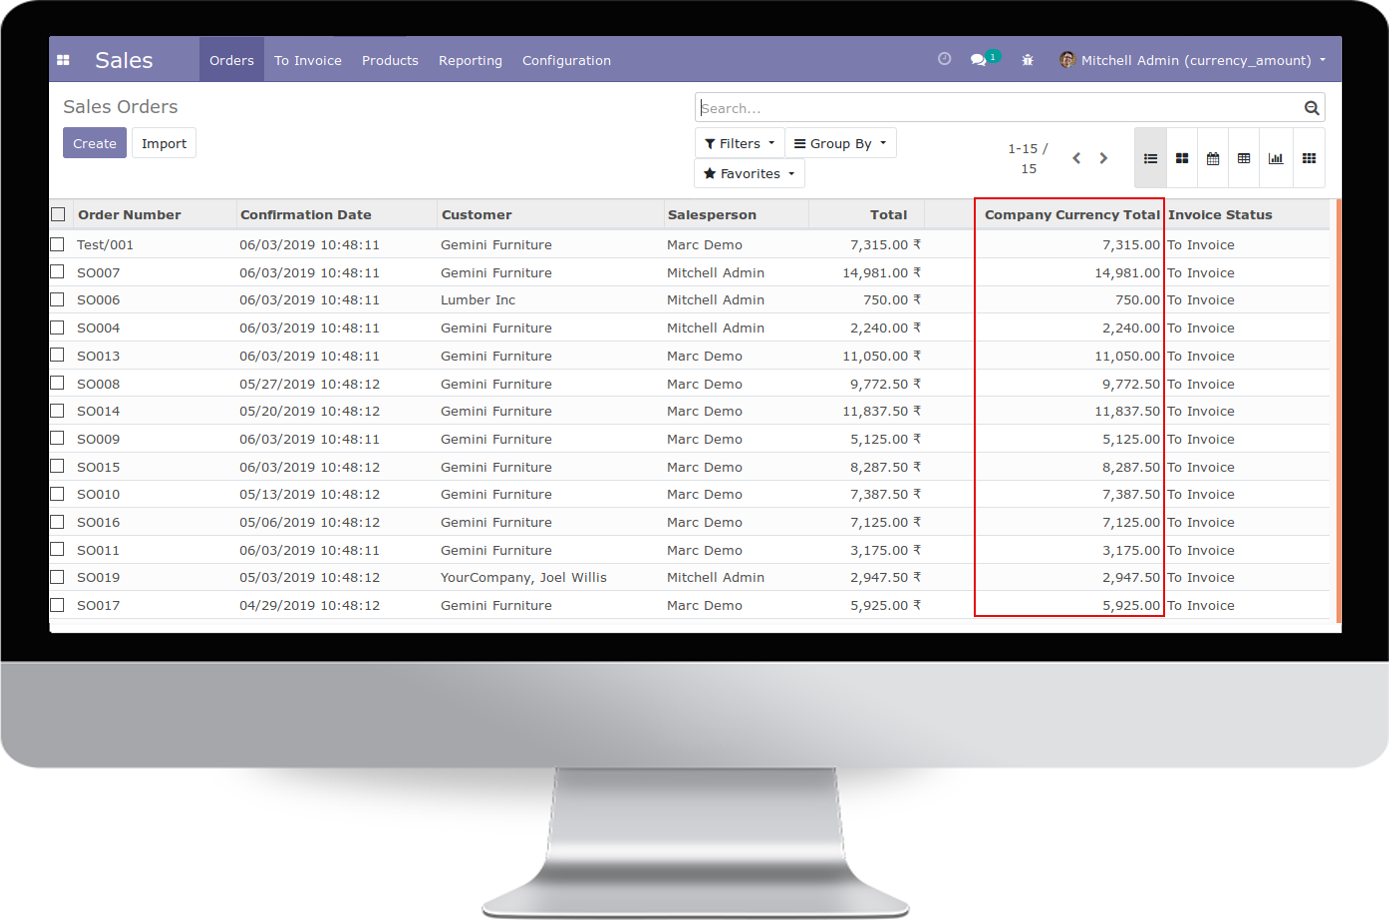 Sales Orders To Invoice Products Reporting Configuration 1 Mitchell Admin (currency_amount)
Sales Orders
Search...
Create Import
Filters Group By
1-15 / 15
Favorites
Order Number Confirmation Date Customer Salesperson Total Company Currency Total Invoice Status
Test/001 06/03/2019 10:48:11 Gemini Furniture Marc Demo 7,315.00 ₹ 7,315.00 To Invoice
SO007 06/03/2019 10:48:11 Gemini Furniture Mitchell Admin 14,981.00 ₹ 14,981.00 To Invoice
SO006 06/03/2019 10:48:11 Lumber Inc Mitchell Admin 750.00 ₹ 750.00 To Invoice
SO004 06/03/2019 10:48:11 Gemini Furniture Mitchell Admin 2,240.00 ₹ 2,240.00 To Invoice
SO013 06/03/2019 10:48:11 Gemini Furniture Marc Demo 11,050.00 ₹ 11,050.00 To Invoice
SO008 05/27/2019 10:48:12 Gemini Furniture Marc Demo 9,772.50 ₹ 9,772.50 To Invoice
SO014 05/20/2019 10:48:12 Gemini Furniture Marc Demo 11,837.50 ₹ 11,837.50 To Invoice
SO009 06/03/2019 10:48:11 Gemini Furniture Marc Demo 5,125.00 ₹ 5,125.00 To Invoice
SO015 06/03/2019 10:48:12 Gemini Furniture Marc Demo 8,287.50 ₹ 8,287.50 To Invoice
SO010 05/13/2019 10:48:12 Gemini Furniture Marc Demo 7,387.50 ₹ 7,387.50 To Invoice
SO016 05/06/2019 10:48:12 Gemini Furniture Marc Demo 7,125.00 ₹ 7,125.00 To Invoice
SO011 06/03/2019 10:48:11 Gemini Furniture Marc Demo 3,175.00 ₹ 3,175.00 To Invoice
SO019 05/03/2019 10:48:12 YourCompany, Joel Willis Mitchell Admin 2,947.50 ₹ 2,947.50 To Invoice
SO017 04/29/2019 10:48:12 Gemini Furniture Marc Demo 5,925.00 ₹ 5,925.00 To Invoice